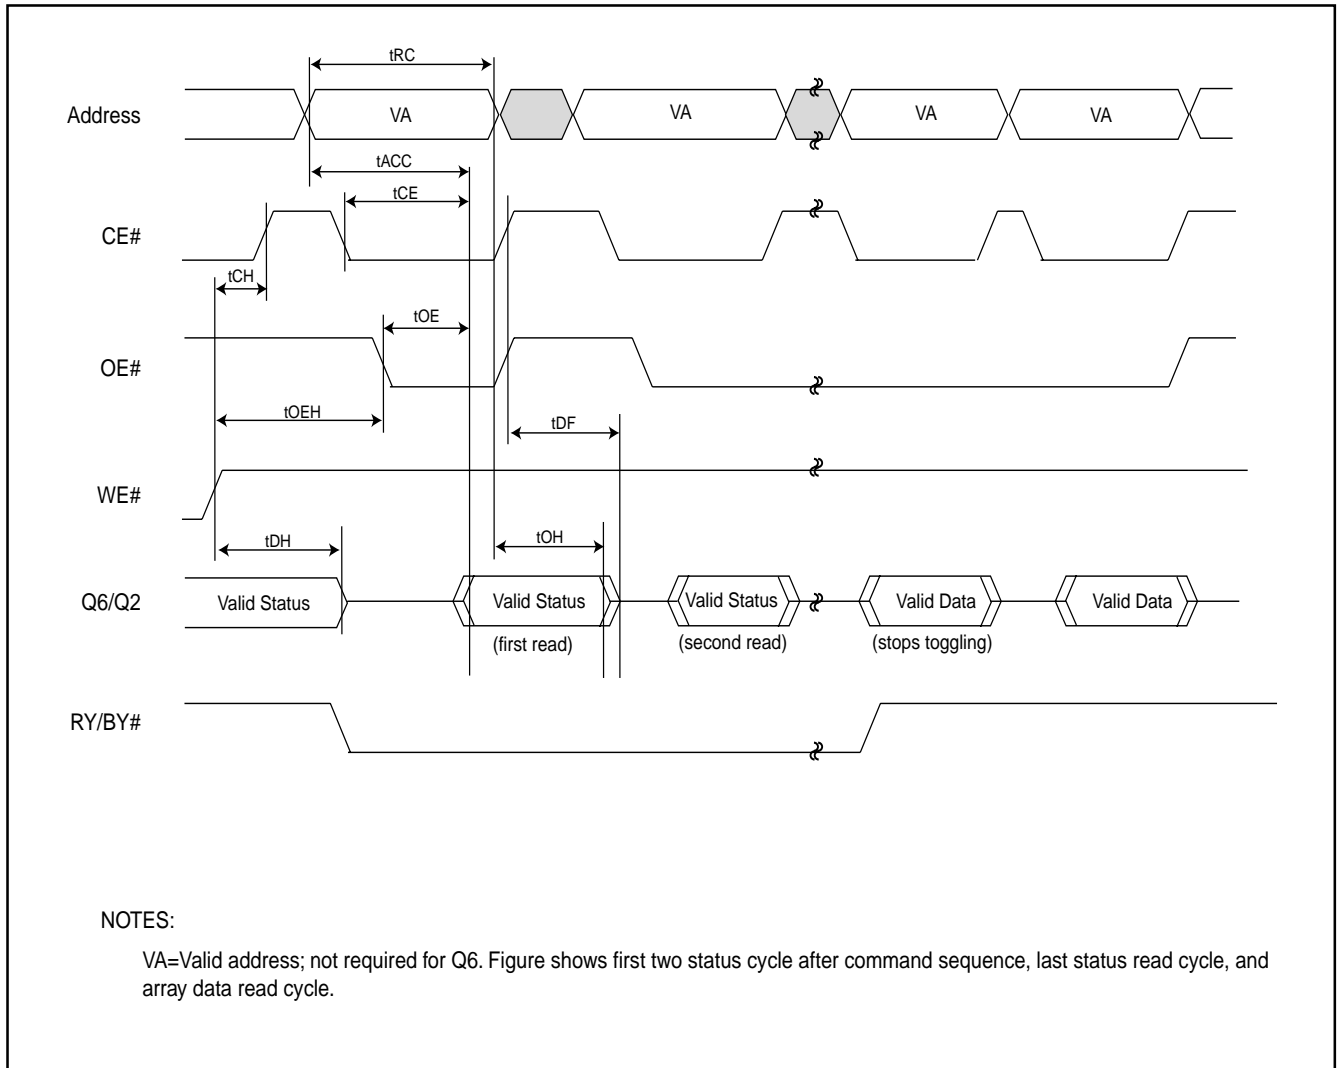 tRC
Address VA VA VA VA
tACC
tCE
CE#
tCH
tOE
OE#
tOEH
tDF
WE#
tDH tOH
Q6/Q2 Valid Status Valid Status Valid Status Valid Data Valid Data
(first read) (second read) (stops toggling)
RY/BY#
NOTES:
VA=Valid address; not required for Q6. Figure shows first two status cycle after command sequence, last status read cycle, and
array data read cycle.